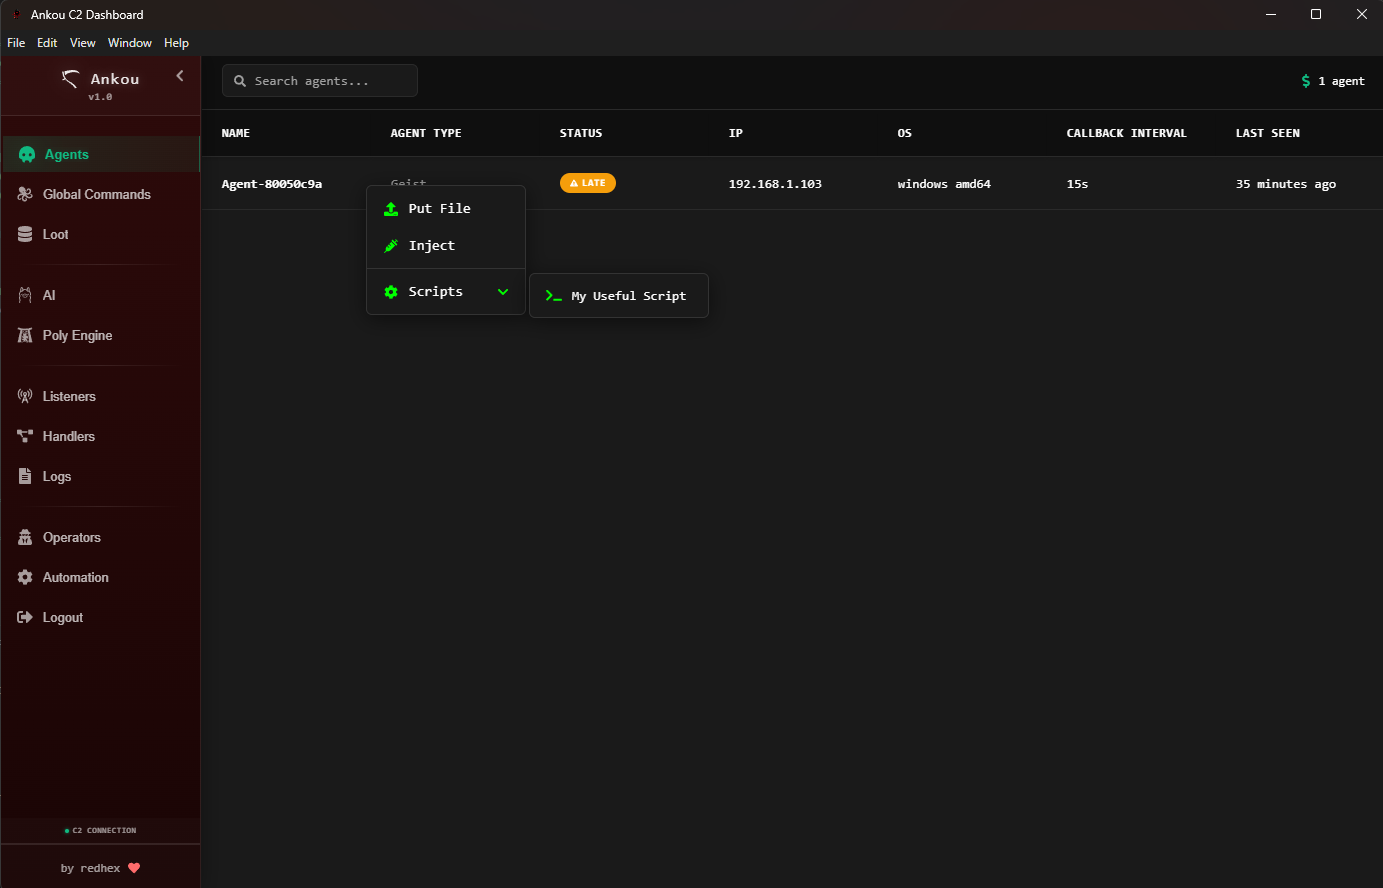 Ankou C2 Dashboard
File Edit View Window Help
Ankou
v1.0
Agents
Global Commands
Loot
AI
Poly Engine
Listeners
Handlers
Logs
Operators
Automation
Logout
C2 CONNECTION
by redhex
Search agents...
$ 1 agent
NAME AGENT TYPE STATUS IP OS CALLBACK INTERVAL LAST SEEN
Agent-80050c9a Geist LATE 192.168.1.103 windows amd64 15s 35 minutes ago
Put File
Inject
Scripts
My Useful Script